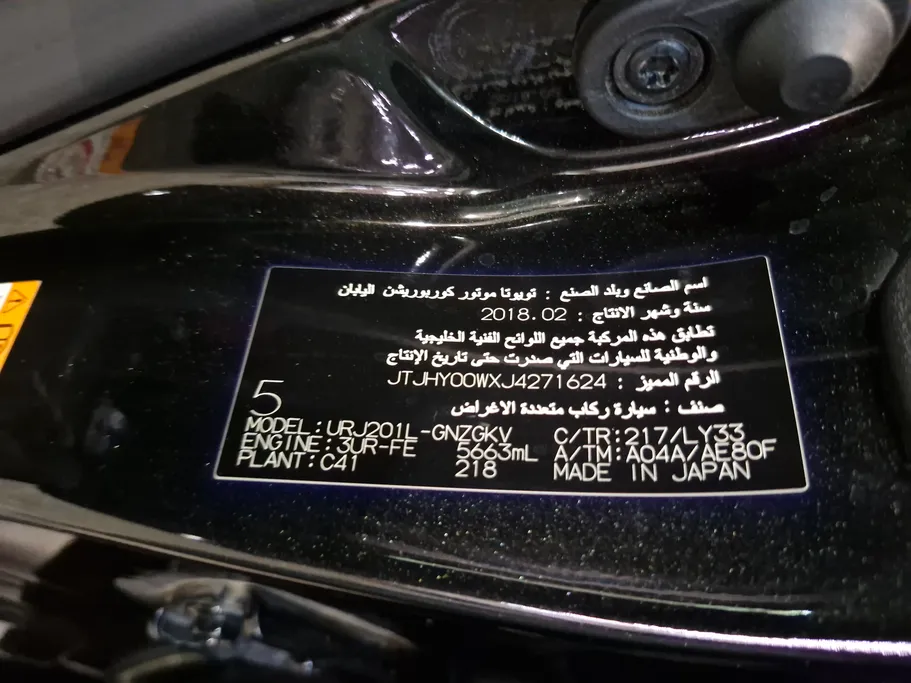 اسم الصانع وبلد الصنع : تويوتا موتور كوربوريشن اليابان
سنة وشهر الانتاج : 2018.02
تطابق هذه المركبة جميع اللوائح الفنية الخليجية
والوطنية للسيارات التي صدرت حتى تاريخ الإنتاج
الرقم المميز : JTJHY00WXJ4271624
صنف : سيارة ركاب متعددة الاغراض
5
MODEL:URJ201L-GNZGKV C/TR:217/LY33
ENGINE:3UR-FE 5663mL A/TM:A04A/AE80F
PLANT:C41 218 MADE IN JAPAN